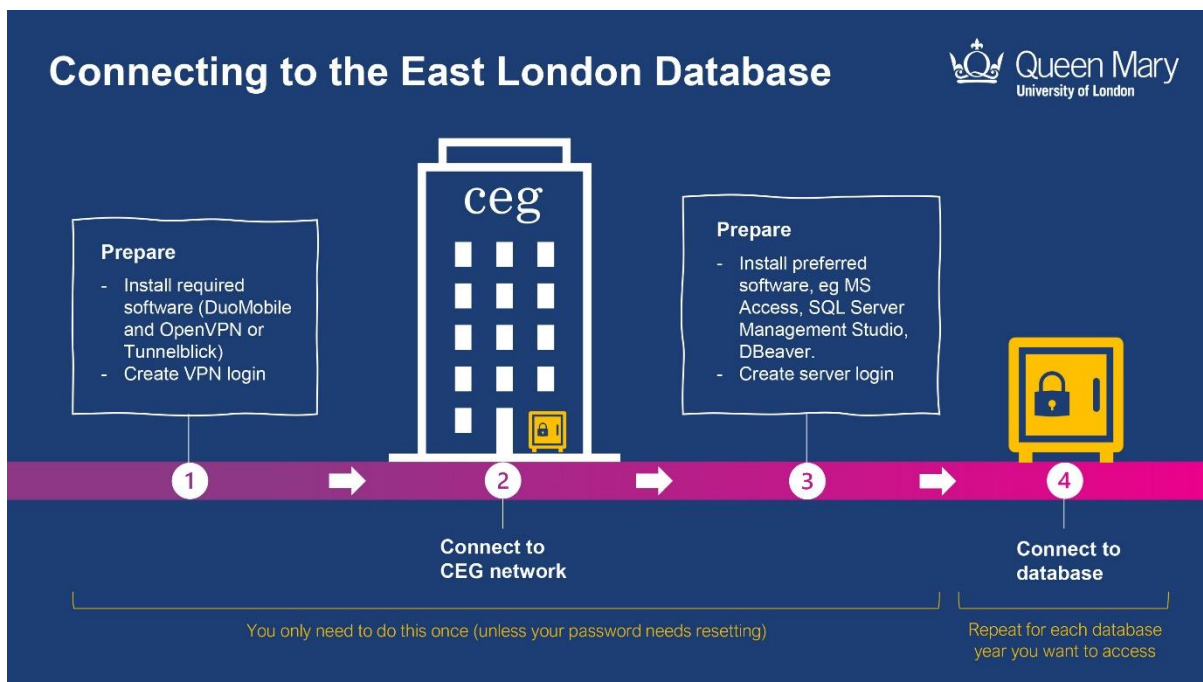 Connecting to the East London Database
Queen Mary
University of London
ceg
Prepare
- Install required
software (DuoMobile
and OpenVPN or
Tunnelblick)
- Create VPN login
Prepare
- Install preferred
software, eg MS
Access, SQL Server
Management Studio,
DBeaver.
- Create server login
1
2
3
4
Connect to
CEG network
Connect to
database
You only need to do this once (unless your password needs resetting)
Repeat for each database
year you want to access